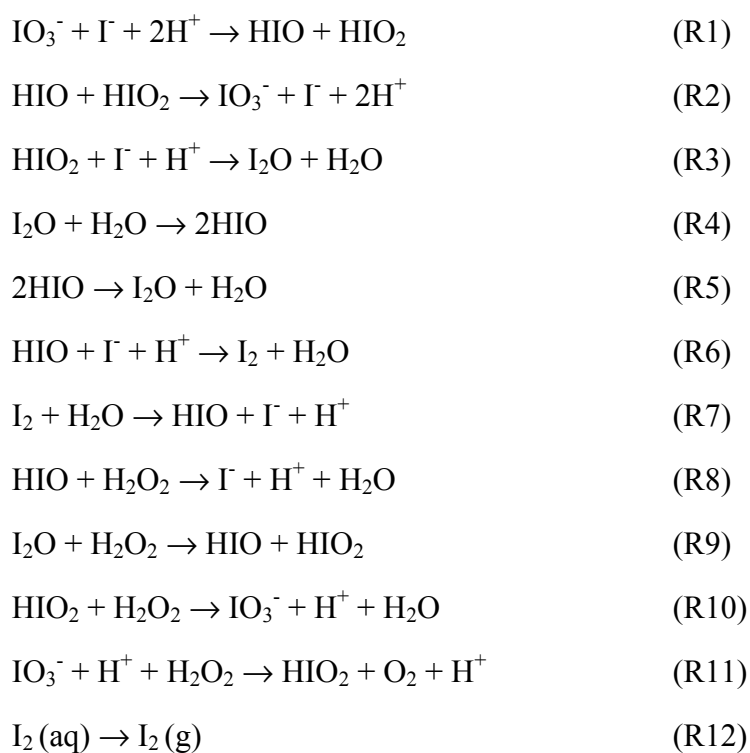 IO₃⁻ + I⁻ + 2H⁺ → HIO + HIO₂ (R1)
HIO + HIO₂ → IO₃⁻ + I⁻ + 2H⁺ (R2)
HIO₂ + I⁻ + H⁺ → I₂O + H₂O (R3)
I₂O + H₂O → 2HIO (R4)
2HIO → I₂O + H₂O (R5)
HIO + I⁻ + H⁺ → I₂ + H₂O (R6)
I₂ + H₂O → HIO + I⁻ + H⁺ (R7)
HIO + H₂O₂ → I⁻ + H⁺ + H₂O (R8)
I₂O + H₂O₂ → HIO + HIO₂ (R9)
HIO₂ + H₂O₂ → IO₃⁻ + H⁺ + H₂O (R10)
IO₃⁻ + H⁺ + H₂O₂ → HIO₂ + O₂ + H⁺ (R11)
I₂ (aq) → I₂ (g) (R12)